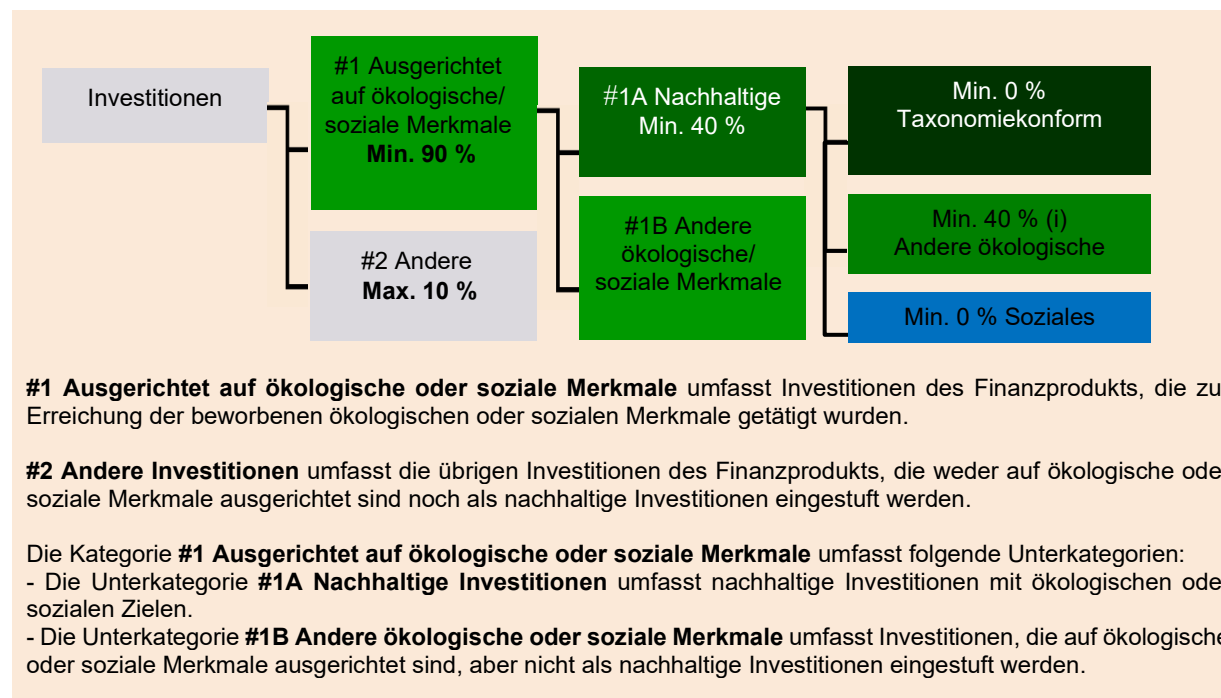 Investitionen
#1 Ausgerichtet
auf ökologische/
soziale Merkmale
Min. 90 %
#2 Andere
Max. 10 %
#1A Nachhaltige
Min. 40 %
#1B Andere
ökologische/
soziale Merkmale
Min. 0 %
Taxonomiekonform
Min. 40 % (i)
Andere ökologische
Min. 0 % Soziales
#1 Ausgerichtet auf ökologische oder soziale Merkmale umfasst Investitionen des Finanzprodukts, die zu
Erreichung der beworbenen ökologischen oder sozialen Merkmale getätigt wurden.
#2 Andere Investitionen umfasst die übrigen Investitionen des Finanzprodukts, die weder auf ökologische ode
soziale Merkmale ausgerichtet sind noch als nachhaltige Investitionen eingestuft werden.
Die Kategorie #1 Ausgerichtet auf ökologische oder soziale Merkmale umfasst folgende Unterkategorien:
- Die Unterkategorie #1A Nachhaltige Investitionen umfasst nachhaltige Investitionen mit ökologischen ode
sozialen Zielen.
- Die Unterkategorie #1B Andere ökologische oder soziale Merkmale umfasst Investitionen, die auf ökologische
oder soziale Merkmale ausgerichtet sind, aber nicht als nachhaltige Investitionen eingestuft werden.